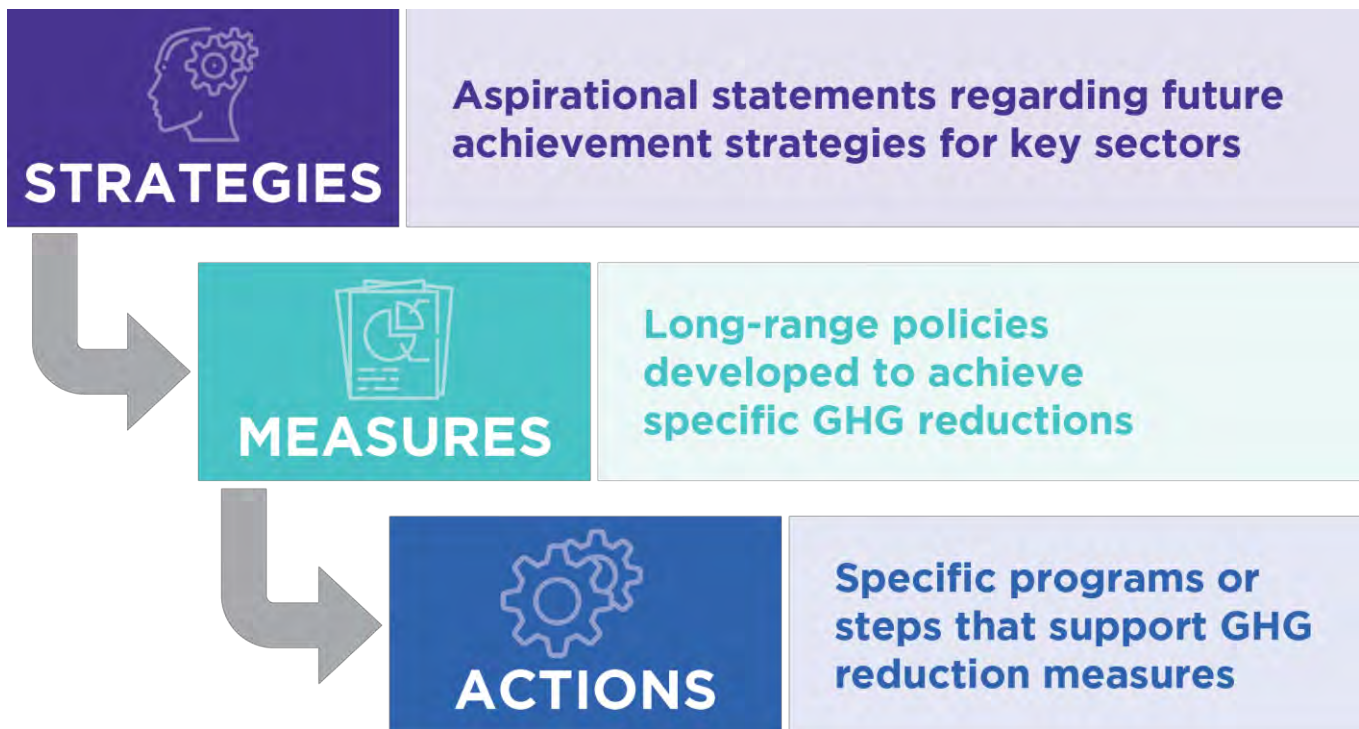 STRATEGIES
Aspirational statements regarding future
achievement strategies for key sectors
MEASURES
Long-range policies
developed to achieve
specific GHG reductions
ACTIONS
Specific programs or
steps that support GHG
reduction measures